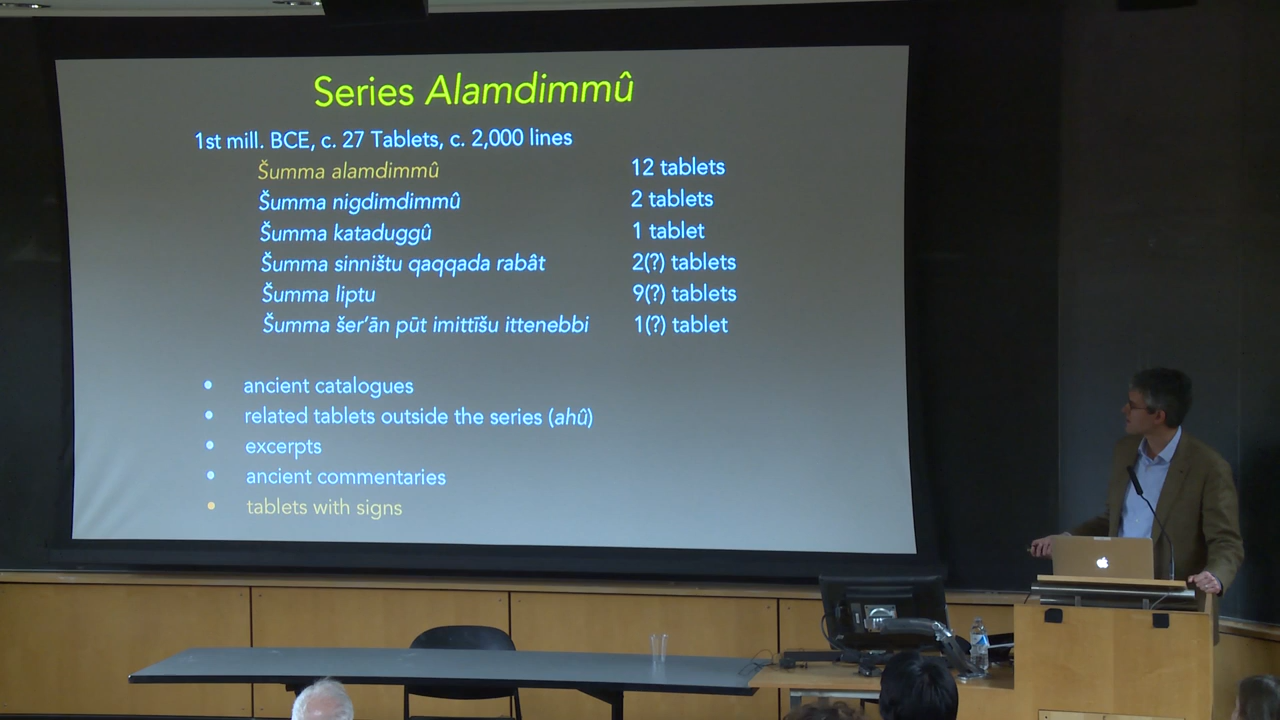 Series Alamdimmû
1st mill. BCE, c. 27 Tablets, c. 2,000 lines
Šumma alamdimmû 12 tablets
Šumma nigdimdimmû 2 tablets
Šumma kataduggû 1 tablet
Šumma sinništu qaqqada rabât 2(?) tablets
Šumma liptu 9(?) tablets
Šumma šer’ān pūt imittīšu ittenebbi 1(?) tablet
• ancient catalogues
• related tablets outside the series (ahû)
• excerpts
• ancient commentaries
• tablets with signs